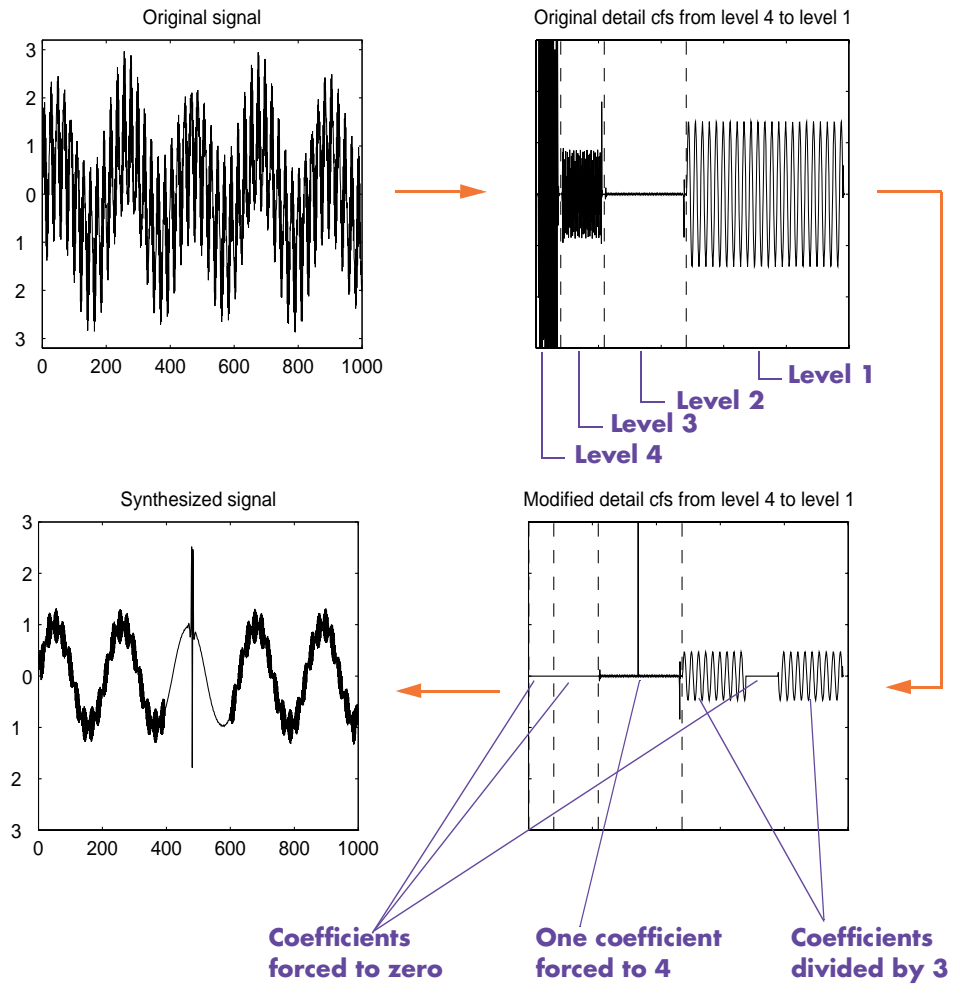 Original signal
3
2
1
0
1
2
3
0 200 400 600 800 1000
Original detail cfs from level 4 to level 1
Level 1
Level 2
Level 3
Level 4
Synthesized signal
3
2
1
0
1
2
3
0 200 400 600 800 1000
Modified detail cfs from level 4 to level 1
Coefficients
forced to zero
One coefficient
forced to 4
Coefficients
divided by 3